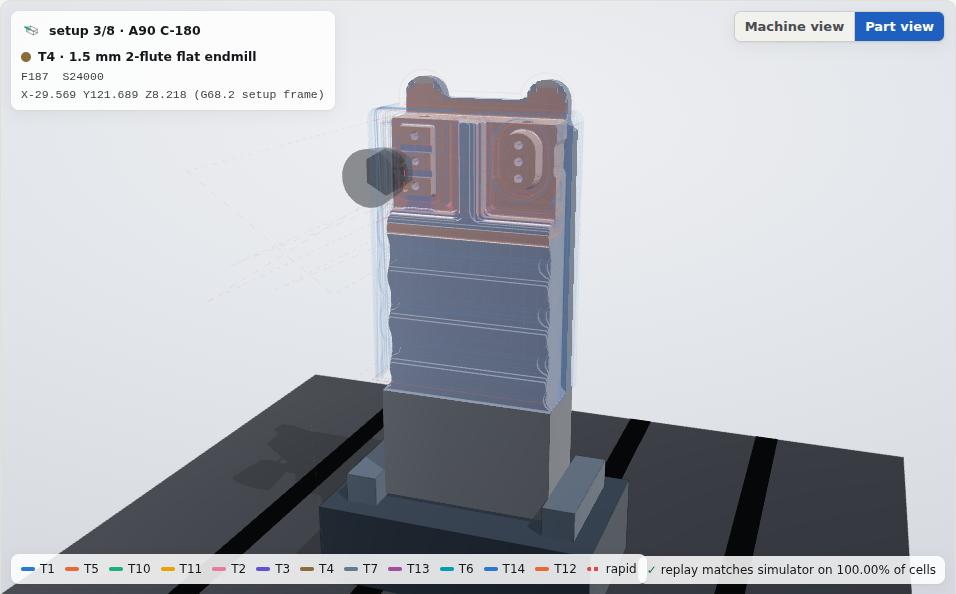 setup 3/8 · A90 C-180
T4 · 1.5 mm 2-flute flat endmill
F187 S24000
X-29.569 Y121.689 Z8.218 (G68.2 setup frame)
Machine view Part view
T1 T5 T10 T11 T2 T3 T4 T7 T13 T6 T14 T12 rapid
✓ replay matches simulator on 100.00% of cells